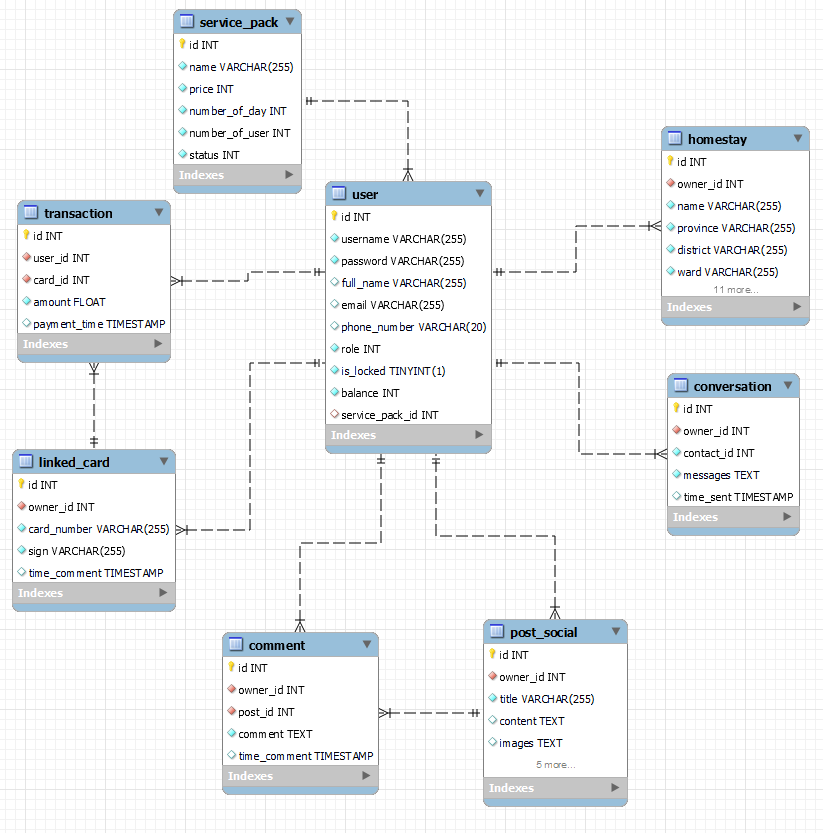 service_pack
id INT
name VARCHAR(255)
price INT
number_of_day INT
number_of_user INT
status INT
Indexes
homestay
id INT
owner_id INT
name VARCHAR(255)
province VARCHAR(255)
district VARCHAR(255)
ward VARCHAR(255)
11 more...
Indexes
user
id INT
username VARCHAR(255)
password VARCHAR(255)
full_name VARCHAR(255)
email VARCHAR(255)
phone_number VARCHAR(20)
role INT
is_locked TINYINT(1)
balance INT
service_pack_id INT
Indexes
transaction
id INT
user_id INT
card_id INT
amount FLOAT
payment_time TIMESTAMP
Indexes
conversation
id INT
owner_id INT
contact_id INT
messages TEXT
time_sent TIMESTAMP
Indexes
linked_card
id INT
owner_id INT
card_number VARCHAR(255)
sign VARCHAR(255)
time_comment TIMESTAMP
Indexes
comment
id INT
owner_id INT
post_id INT
comment TEXT
time_comment TIMESTAMP
Indexes
post_social
id INT
owner_id INT
title VARCHAR(255)
content TEXT
images TEXT
5 more...
Indexes